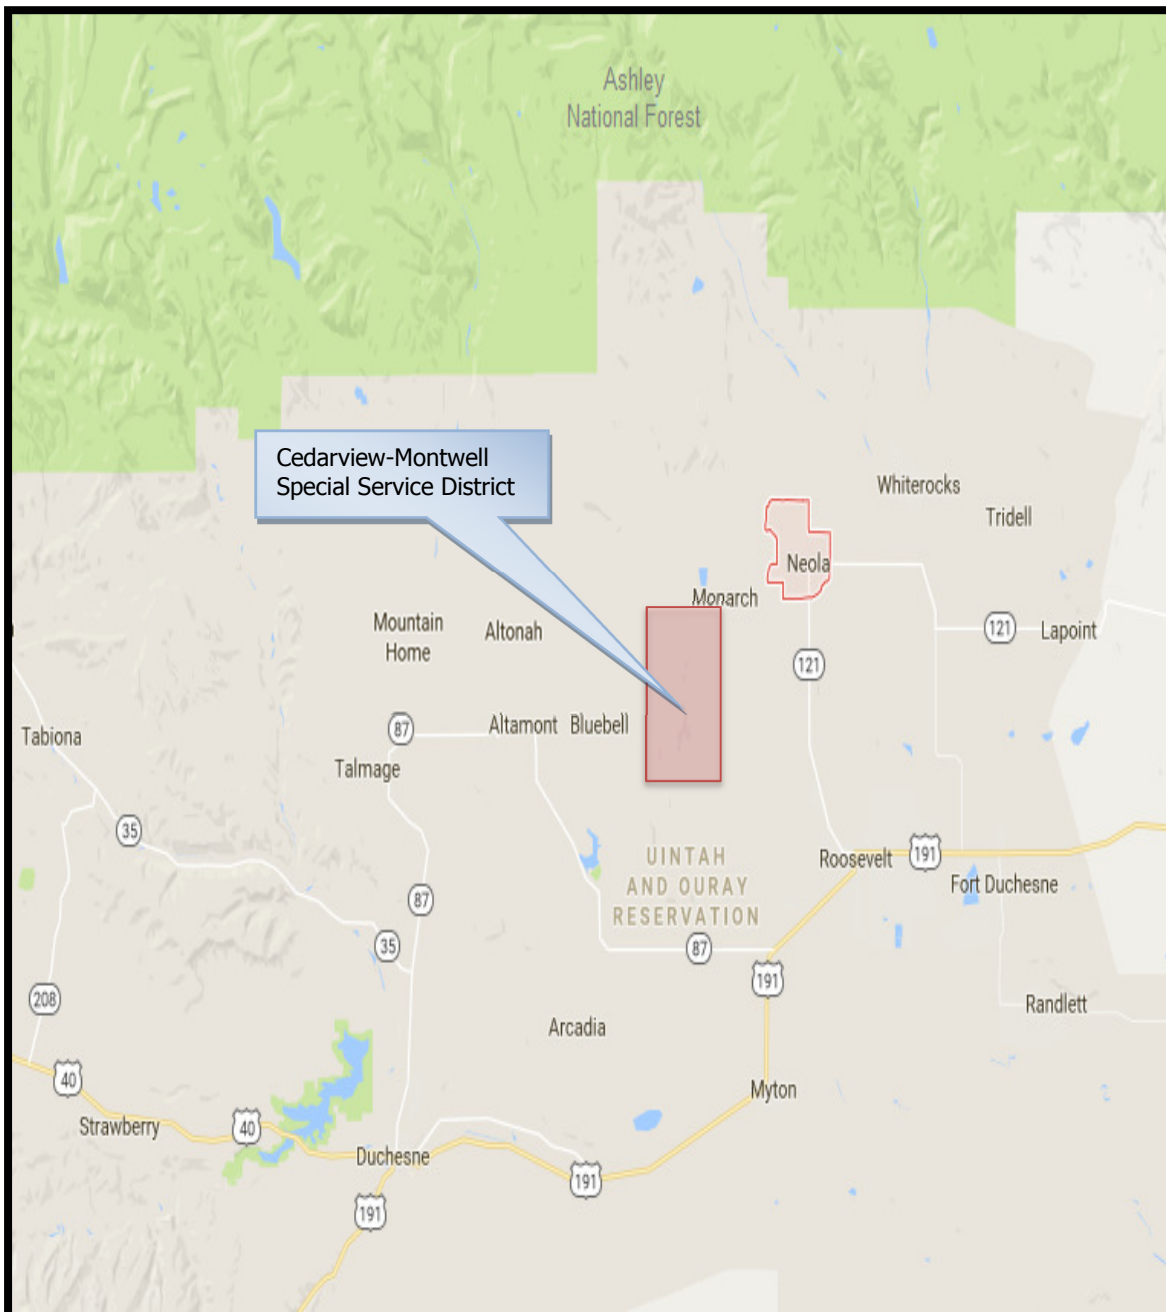 Ashley
National Forest
Cedarview-Montwell
Special Service District
Whiterocks
Tridell
Neola
Monarch
Mountain
Home
Altonah
121
Lapoint
121
87
Altamont
Bluebell
Tabiona
Talmage
35
UINTAH
AND OURAY
RESERVATION
Roosevelt
191
Fort Duchesne
87
35
87
191
208
Randlett
Arcadia
40
Myton
Strawberry
40
Duchesne
191
191